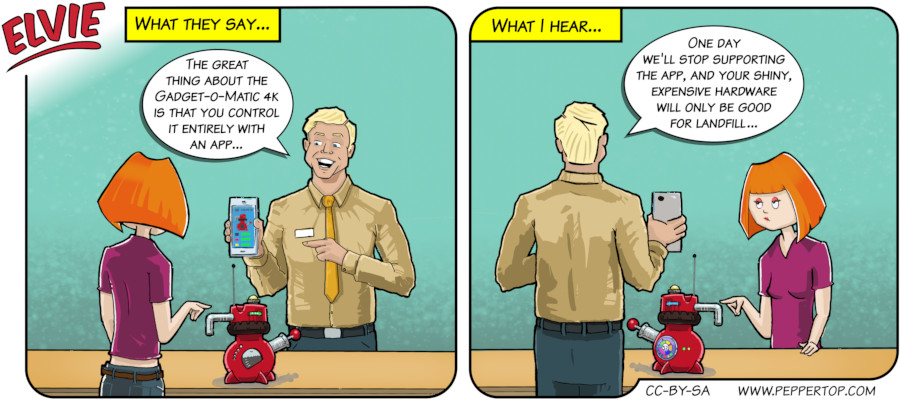 ELVIE
WHAT THEY SAY...
THE GREAT
THING ABOUT THE
GADGET-O-MATIC 4K
IS THAT YOU CONTROL
IT ENTIRELY WITH
AN APP...
WHAT I HEAR...
ONE DAY
WE'LL STOP SUPPORTING
THE APP, AND YOUR SHINY,
EXPENSIVE HARDWARE
WILL ONLY BE GOOD
FOR LANDFILL...
CC-BY-SA WWW.PEPPERTOP.COM